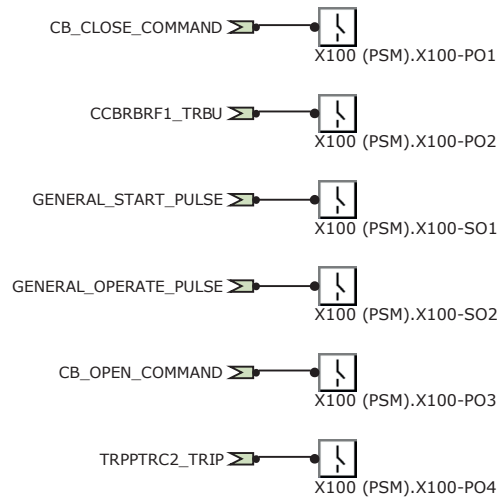 CB_CLOSE_COMMAND
X100 (PSM).X100-PO1
CCBRBRF1_TRBU
X100 (PSM).X100-PO2
GENERAL_START_PULSE
X100 (PSM).X100-SO1
GENERAL_OPERATE_PULSE
X100 (PSM).X100-SO2
CB_OPEN_COMMAND
X100 (PSM).X100-PO3
TRPPTRC2_TRIP
X100 (PSM).X100-PO4